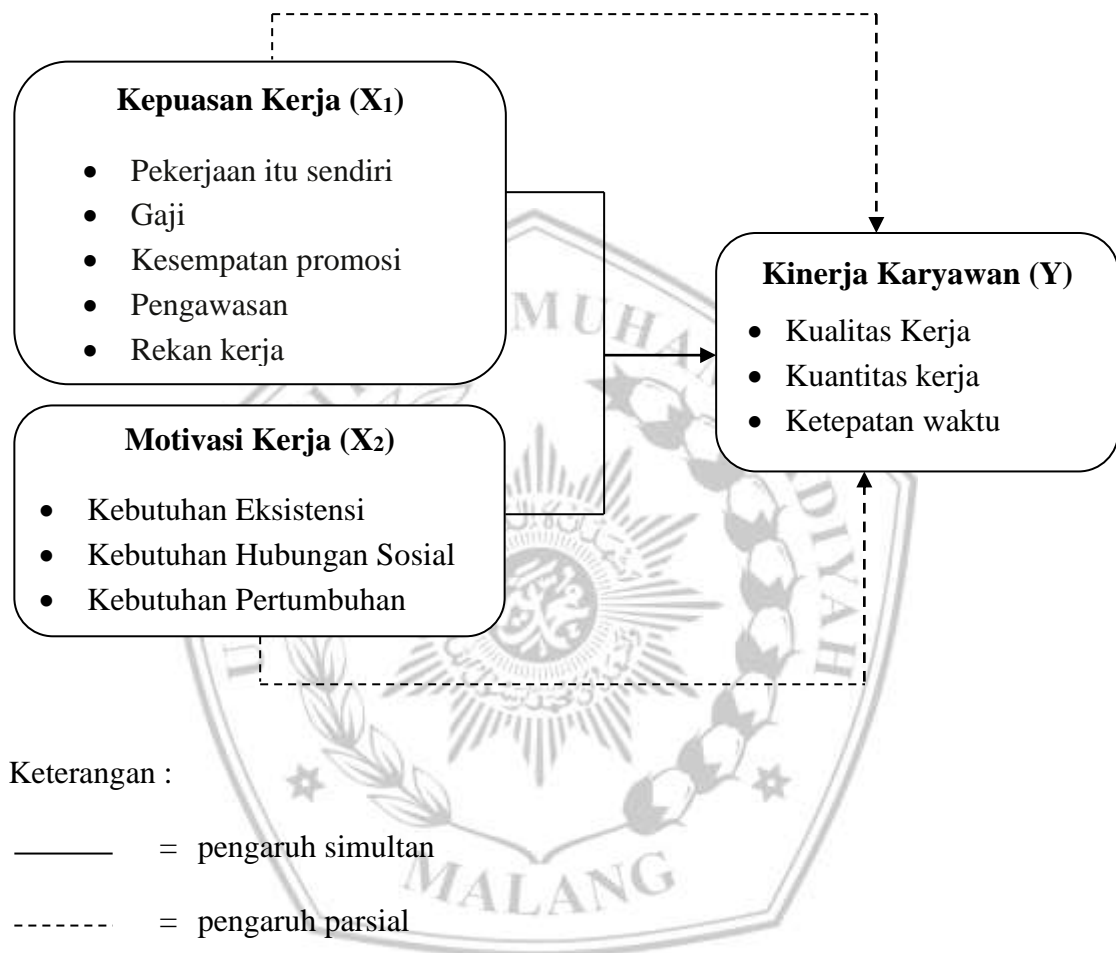 Kepuasan Kerja (X₁)
• Pekerjaan itu sendiri
• Gaji
• Kesempatan promosi
• Pengawasan
• Rekan kerja
Motivasi Kerja (X₂)
• Kebutuhan Eksistensi
• Kebutuhan Hubungan Sosial
• Kebutuhan Pertumbuhan
Kinerja Karyawan (Y)
• Kualitas Kerja
• Kuantitas kerja
• Ketepatan waktu
Keterangan :
= pengaruh simultan
= pengaruh parsial
MALANG